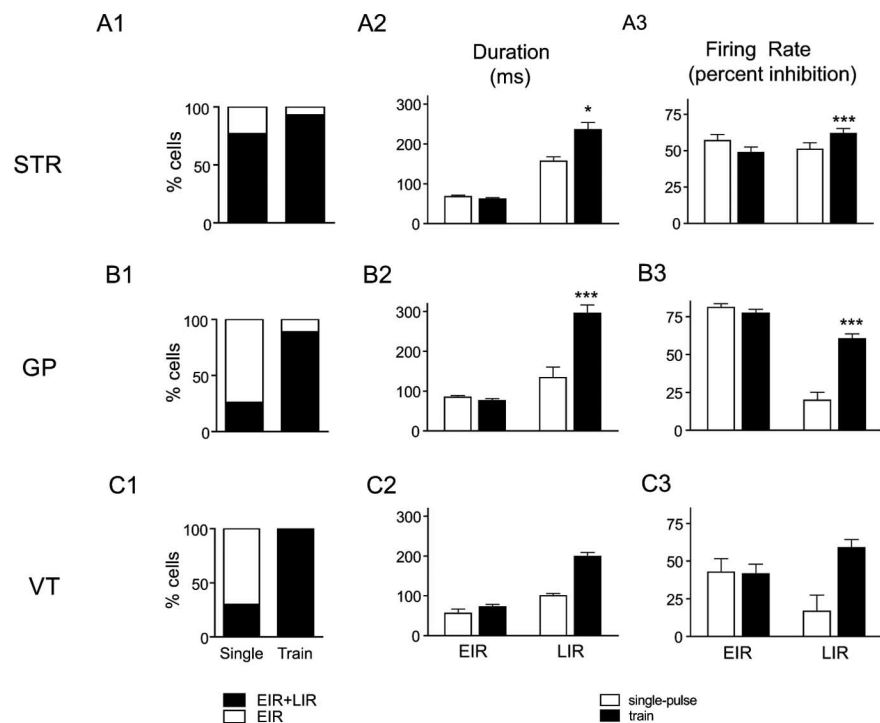 A1
A2
A3
Duration
(ms)
Firing Rate
(percent inhibition)
STR
% cells
100
50
0
300
200
100
0
*
75
50
25
0
***
B1
B2
B3
GP
% cells
100
50
0
300
200
100
0
***
75
50
25
0
***
C1
C2
C3
VT
% cells
100
50
0
Single Train
300
200
100
0
EIR LIR
75
50
25
0
EIR LIR
EIR+LIR
EIR
single-pulse
train